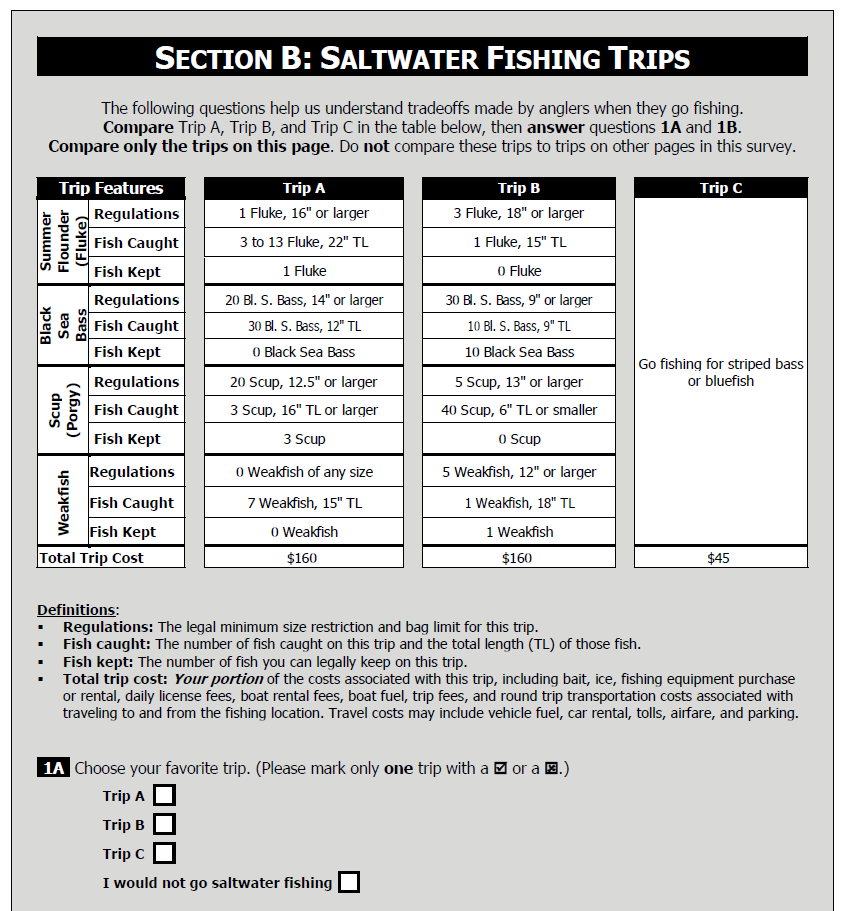 SECTION B: SALTWATER FISHING TRIPS
The following questions help us understand tradeoffs made by anglers when they go fishing.
Compare Trip A, Trip B, and Trip C in the table below, then answer questions 1A and 1B.
Compare only the trips on this page. Do not compare these trips to trips on other pages in this survey.
Trip Features Trip A Trip B Trip C
Summer Flounder (Fluke)
Regulations 1 Fluke, 16" or larger 3 Fluke, 18" or larger
Fish Caught 3 to 13 Fluke, 22" TL 1 Fluke, 15" TL
Fish Kept 1 Fluke 0 Fluke
Black Sea Bass
Regulations 20 Bl. S. Bass, 14" or larger 30 Bl. S. Bass, 9" or larger
Fish Caught 30 Bl. S. Bass, 12" TL 10 Bl. S. Bass, 9" TL
Fish Kept 0 Black Sea Bass 10 Black Sea Bass
Go fishing for striped bass
or bluefish
Scup (Porgy)
Regulations 20 Scup, 12.5" or larger 5 Scup, 13" or larger
Fish Caught 3 Scup, 16" TL or larger 40 Scup, 6" TL or smaller
Fish Kept 3 Scup 0 Scup
Weakfish
Regulations 0 Weakfish of any size 5 Weakfish, 12" or larger
Fish Caught 7 Weakfish, 15" TL 1 Weakfish, 18" TL
Fish Kept 0 Weakfish 1 Weakfish
Total Trip Cost $160 $160 $45
Definitions:
▪ Regulations: The legal minimum size restriction and bag limit for this trip.
▪ Fish caught: The number of fish caught on this trip and the total length (TL) of those fish.
▪ Fish kept: The number of fish you can legally keep on this trip.
▪ Total trip cost: Your portion of the costs associated with this trip, including bait, ice, fishing equipment purchase
or rental, daily license fees, boat rental fees, boat fuel, trip fees, and round trip transportation costs associated with
traveling to and from the fishing location. Travel costs may include vehicle fuel, car rental, tolls, airfare, and parking.
1A Choose your favorite trip. (Please mark only one trip with a ☑ or a ☒.)
Trip A
Trip B
Trip C
I would not go saltwater fishing